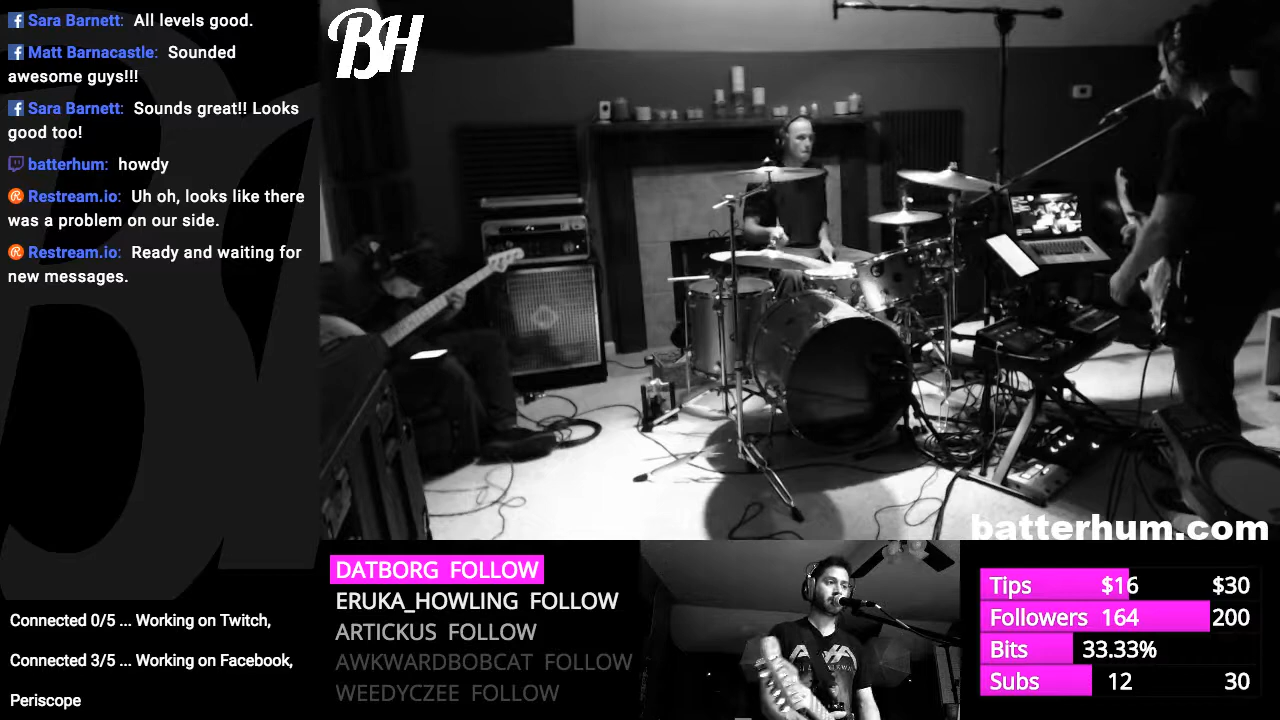 Sara Barnett: All levels good.
Matt Barnacastle: Sounded
awesome guys!!!
Sara Barnett: Sounds great!! Looks
good too!
batterhum: howdy
Restream.io: Uh oh, looks like there
was a problem on our side.
Restream.io: Ready and waiting for
new messages.
Connected 0/5 ... Working on Twitch,
Connected 3/5 ... Working on Facebook,
Periscope
BH
batterhum.com
DATBORG FOLLOW
ERUKA_HOWLING FOLLOW
ARTICKUS FOLLOW
AWKWARDBOBCAT FOLLOW
WEEDYCZEE FOLLOW
Tips $16 $30
Followers 164 200
Bits 33.33%
Subs 12 30